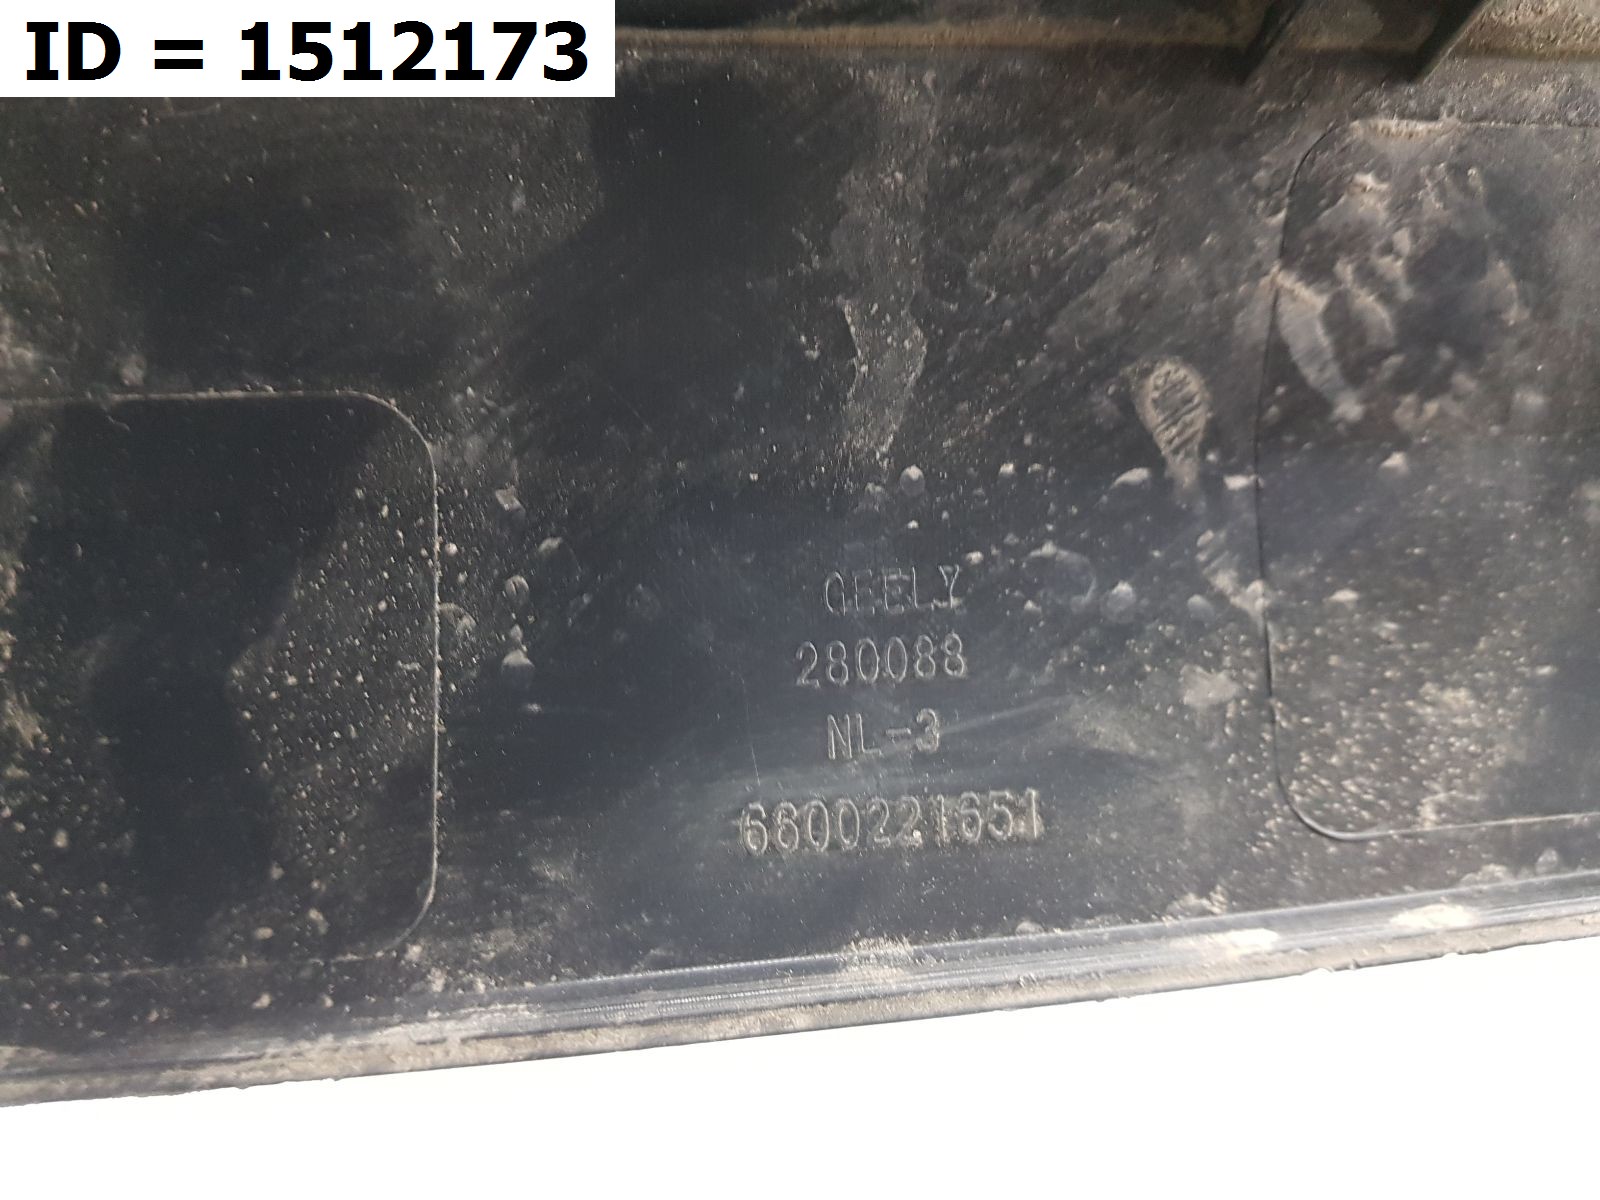 ID = 1512173
GEELY
280088
NL-3
6600221651